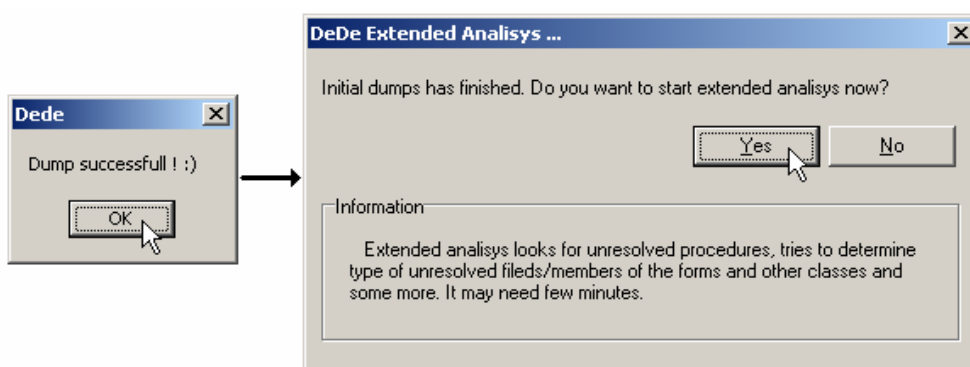 Dede
Dump successfull ! :)
OK
DeDe Extended Analisys ...
Initial dumps has finished. Do you want to start extended analisys now?
Yes
No
Information
Extended analisys looks for unresolved procedures, tries to determine
type of unresolved fileds/members of the forms and other classes and
some more. It may need few minutes.